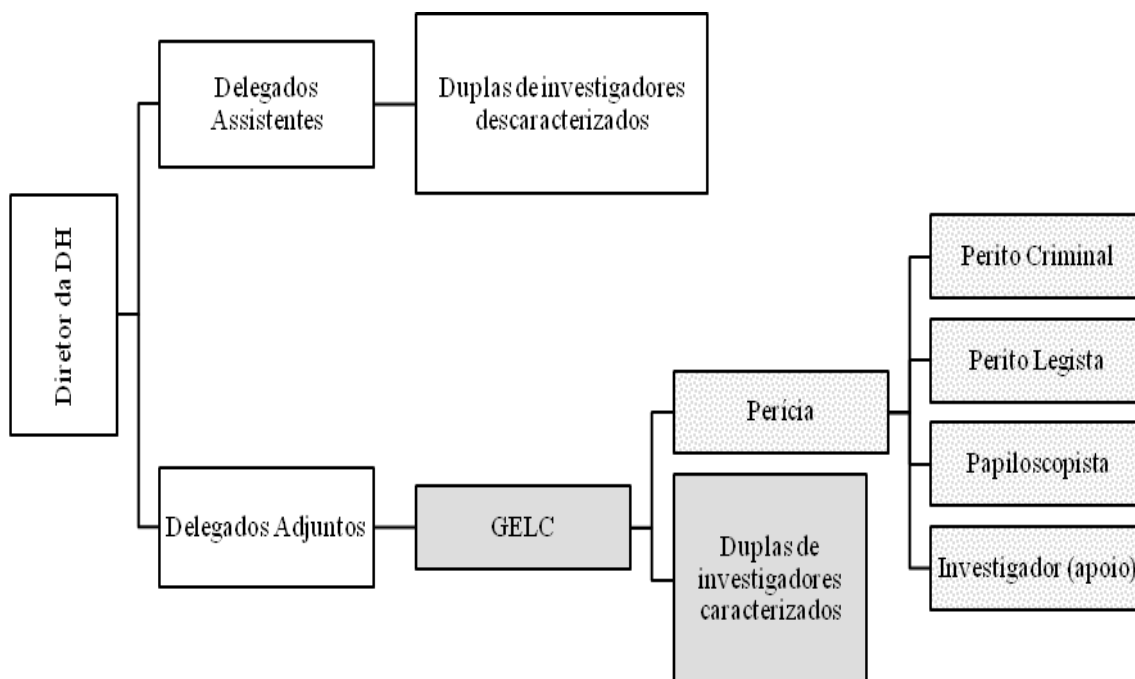 Diretor da DH
Delegados
Assistentes
Duplas de investigadores
descaracterizados
Delegados Adjuntos
GELC
Perícia
Duplas de
investigadores
caracterizados
Perito Criminal
Perito Legista
Papiloscopista
Investigador (apoio)